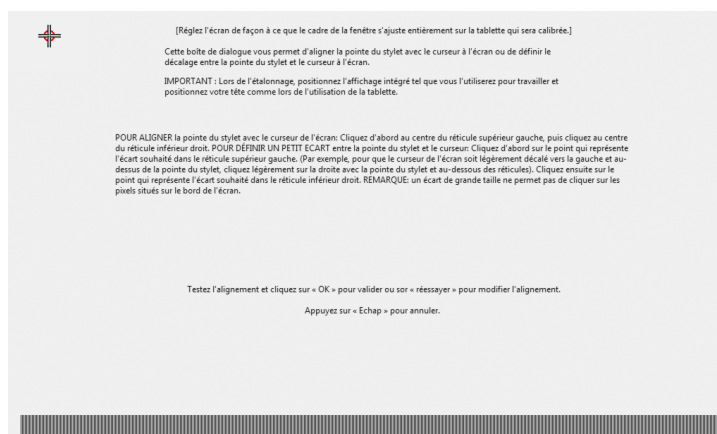 [Réglez l'écran de façon à ce que le cadre de la fenêtre s'ajuste entièrement sur la tablette qui sera calibrée.]
Cette boîte de dialogue vous permet d'aligner la pointe du stylet avec le curseur à l'écran ou de définir le
décalage entre la pointe du stylet et le curseur à l'écran.
IMPORTANT : Lors de l'étalonnage, positionnez l'affichage intégré tel que vous l'utiliserez pour travailler et
positionnez votre tête comme lors de l'utilisation de la tablette.
POUR ALIGNER la pointe du stylet avec le curseur de l'écran: Cliquez d'abord au centre du réticule supérieur gauche, puis cliquez au centre
du réticule inférieur droit. POUR DÉFINIR UN PETIT ECART entre la pointe du stylet et le curseur: Cliquez d'abord sur le point qui représente
l'écart souhaité dans le réticule supérieur gauche. (Par exemple, pour que le curseur de l'écran soit légèrement décalé vers la gauche et au-
dessus de la pointe du stylet, cliquez légèrement sur la droite avec la pointe du stylet et au-dessous des réticules). Cliquez ensuite sur le
point qui représente l'écart souhaité dans le réticule inférieur droit. REMARQUE: un écart de grande taille ne permet pas de cliquer sur les
pixels situés sur le bord de l'écran.
Testez l'alignement et cliquez sur « OK » pour valider ou sor « réessayer » pour modifier l'alignement.
Appuyez sur « Echap » pour annuler.